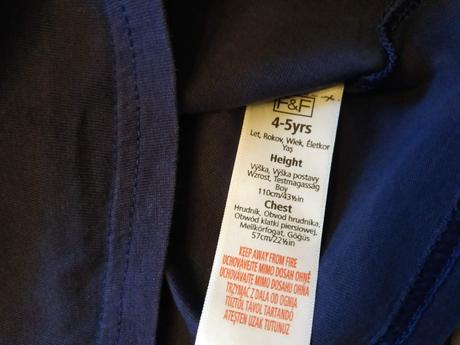 F&F
4-5yrs
Let, Rokov, Wiek, Életkor
Yaş
Height
Výška, Výška postavy
Wzrost, Testmagasság
Boy
110cm/43½in
Chest
Hrudník, Obvod hrudníka,
Obwód klatki piersiowej,
Mellkörfogat, Göğüs
57cm/22½in
KEEP AWAY FROM FIRE
UCHOVÁVEJTE MIMO DOSAH OHNĚ
UCHOVÁVAJTE MIMO DOSAHU OHŇA
TRZYMAĆ Z DALA OD OGNIA
TŰZTŐL TÁVOL TARTANDÓ
ATEŞTEN UZAK TUTUNUZ